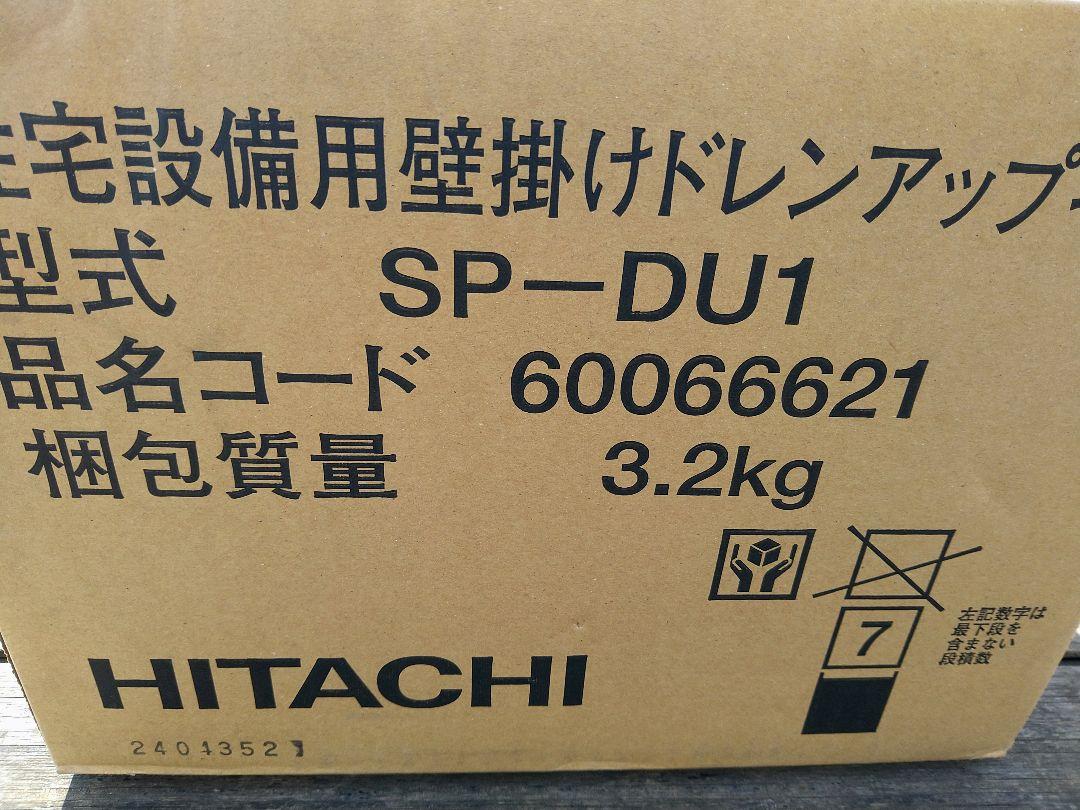 住宅設備用壁掛けドレンアップ
型式 SP−DU1
品名コード 60066621
梱包質量 3.2kg
7
左記数字は
最下段を
含まない
段積数
HITACHI